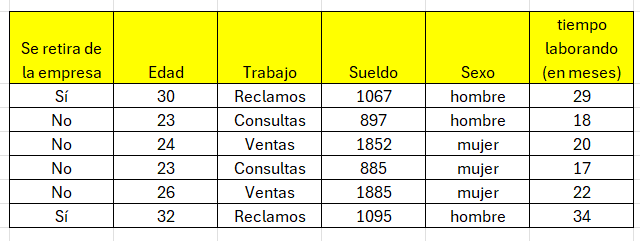 Se retira de la empresa | Edad | Trabajo | Sueldo | Sexo | tiempo laborando (en meses)
Sí | 30 | Reclamos | 1067 | hombre | 29
No | 23 | Consultas | 897 | hombre | 18
No | 24 | Ventas | 1852 | mujer | 20
No | 23 | Consultas | 885 | mujer | 17
No | 26 | Ventas | 1885 | mujer | 22
Sí | 32 | Reclamos | 1095 | hombre | 34